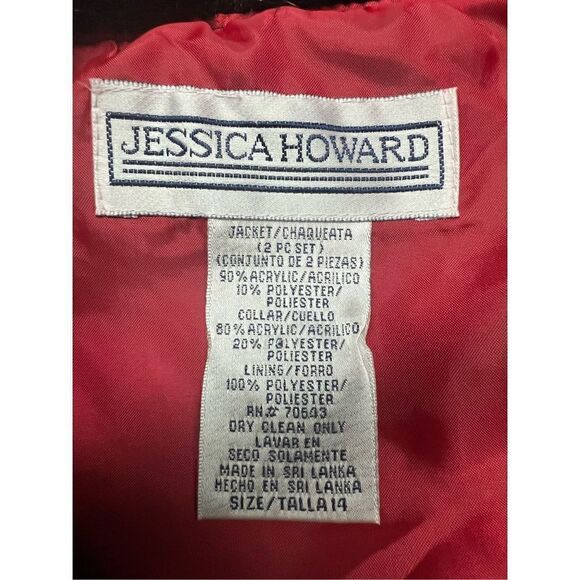 JESSICA HOWARD
JACKET/CHAQUEATA
(2 PC SET)
(CONJUNTO DE 2 PIEZAS)
90% ACRYLIC/ACRILICO
10% POLYESTER/
POLIESTER
COLLAR/CUELLO
80% ACRYLIC/ACRILICO
20% POLYESTER/
POLIESTER
LINING/FORRO
100% POLYESTER/
POLIESTER
RN# 70643
DRY CLEAN ONLY
LAVAR EN
SECO SOLAMENTE
MADE IN SRI LANKA
HECHO EN SRI LANKA
SIZE/TALLA 14